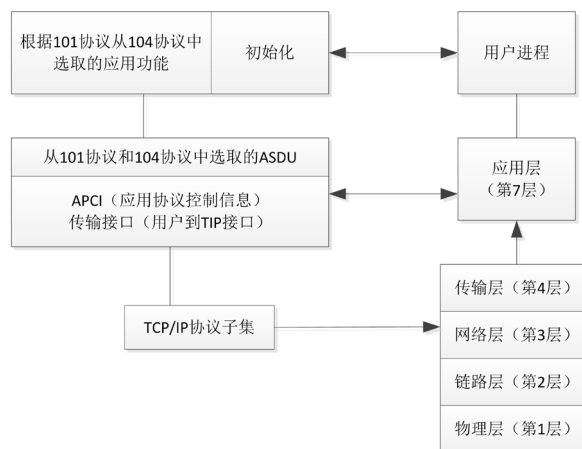 根据101协议从104协议中
选取的应用功能
初始化
用户进程
从101协议和104协议中选取的ASDU
APCI（应用协议控制信息）
传输接口（用户到TIP接口）
应用层
（第7层）
TCP/IP协议子集
传输层（第4层）
网络层（第3层）
链路层（第2层）
物理层（第1层）